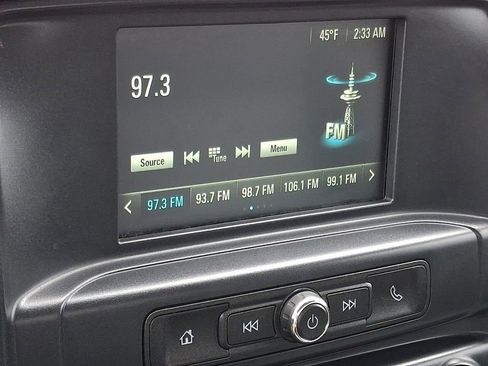 45°F 2:33 AM
97.3
FM
Source Tune Menu
97.3 FM 93.7 FM 98.7 FM 106.1 FM 99.1 FM